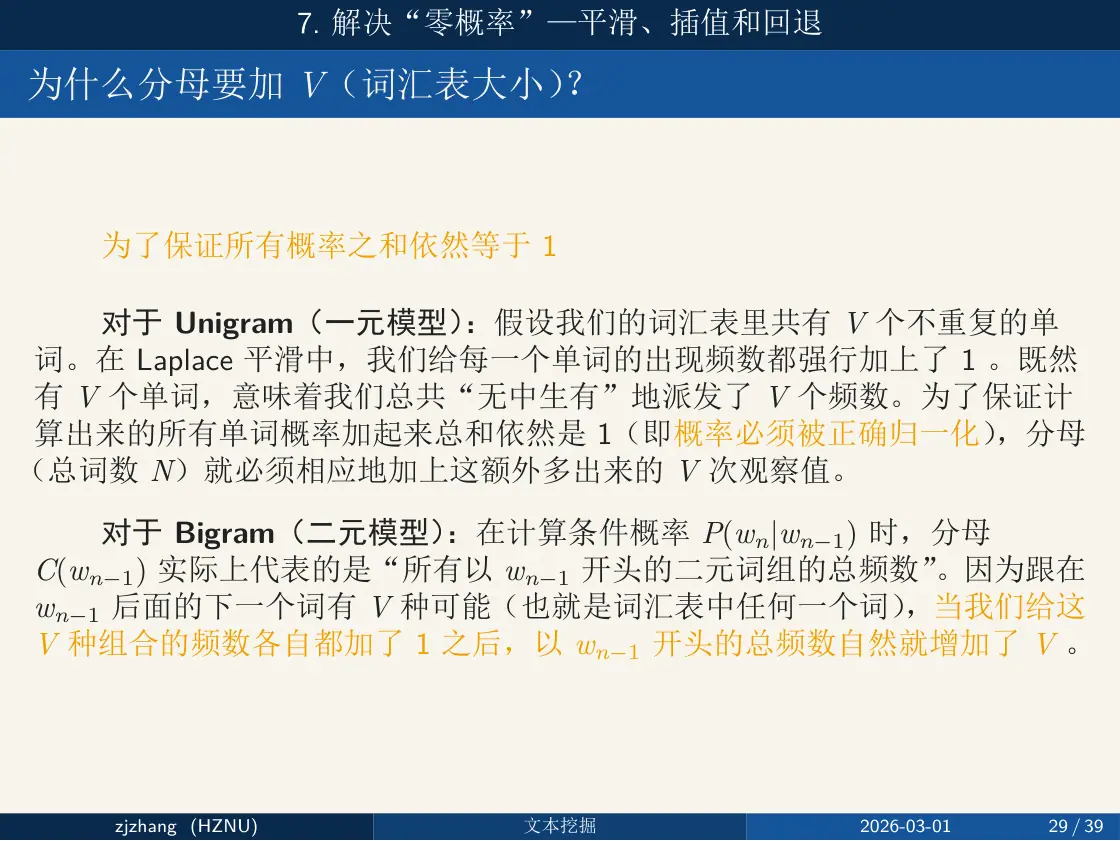 7. 解决“零概率”—平滑、插值和回退
为什么分母要加 V（词汇表大小）？
为了保证所有概率之和依然等于 1
对于 Unigram（一元模型）：假设我们的词汇表里共有 V 个不重复的单
词。在 Laplace 平滑中，我们给每一个单词的出现频数都强行加上了 1 。既然
有 V 个单词，意味着我们总共“无中生有”地派发了 V 个频数。为了保证计
算出来的所有单词概率加起来总和依然是 1（即概率必须被正确归一化），分母
（总词数 N）就必须相应地加上这额外多出来的 V 次观察值。
对于 Bigram（二元模型）：在计算条件概率 P(wₙ|wₙ₋₁) 时，分母
C(wₙ₋₁) 实际上代表的是“所有以 wₙ₋₁ 开头的二元词组的总频数”。因为跟在
wₙ₋₁ 后面的下一个词有 V 种可能（也就是词汇表中任何一个词），当我们给这
V 种组合的频数各自都加了 1 之后，以 wₙ₋₁ 开头的总频数自然就增加了 V 。
zjzhang (HZNU) 文本挖掘 2026-03-01 29 / 39